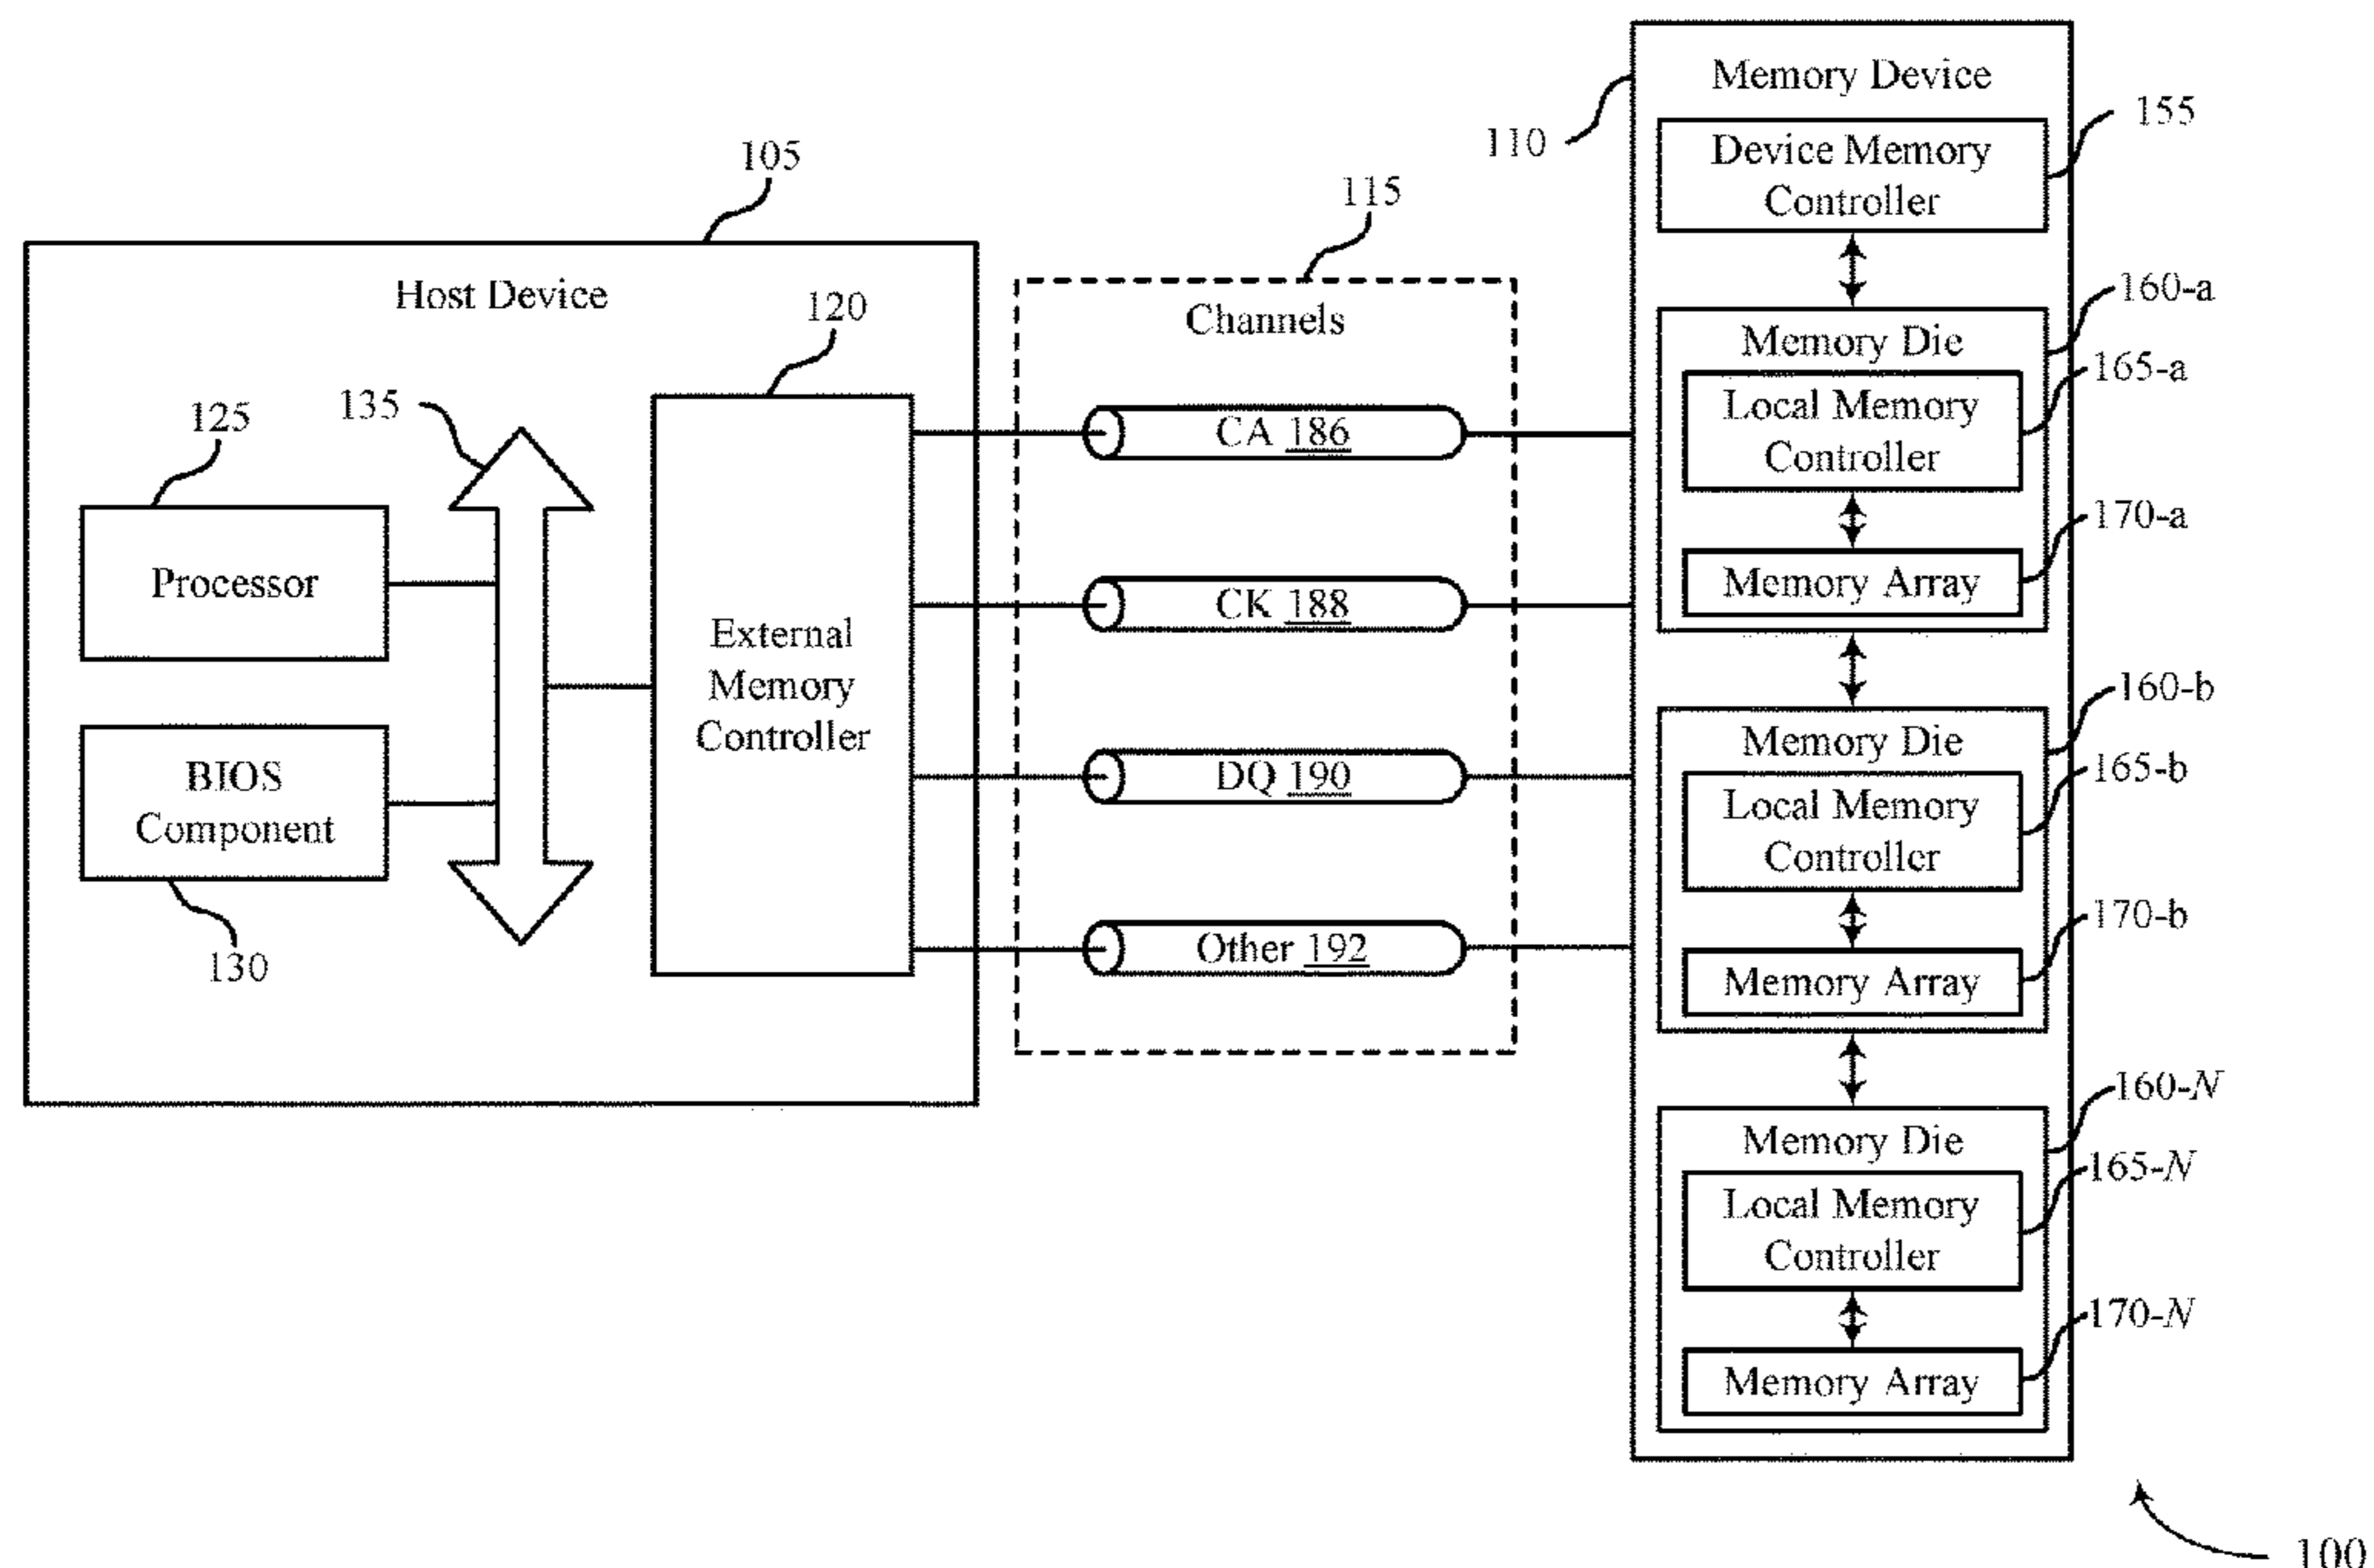 105
Host Device
120
135
125
Processor
BIOS
Component
130
External
Memory
Controller
115
Channels
CA 186
CK 188
DQ 190
Other 192
110
Memory Device
155
Device Memory
Controller
160-a
Memory Die
165-a
Local Memory
Controller
170-a
Memory Array
160-b
Memory Die
165-b
Local Memory
Controller
170-b
Memory Array
160-N
Memory Die
165-N
Local Memory
Controller
170-N
Memory Array
100